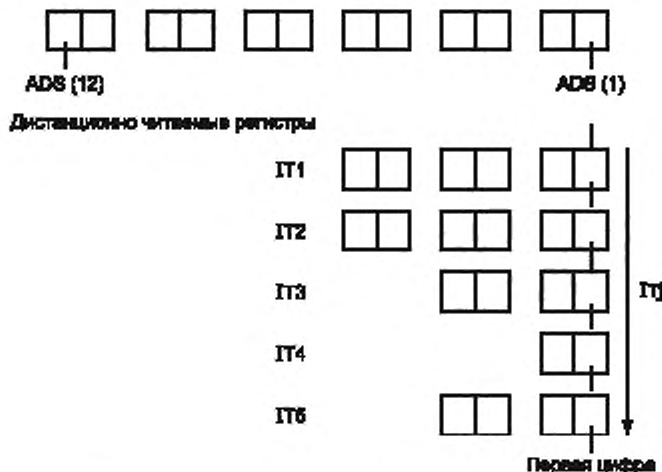 ADS (12) ADS (1)
Дистанционно читаемые регистры
IT1
IT2
IT3
ITj
IT4
IT5
Первая цифра